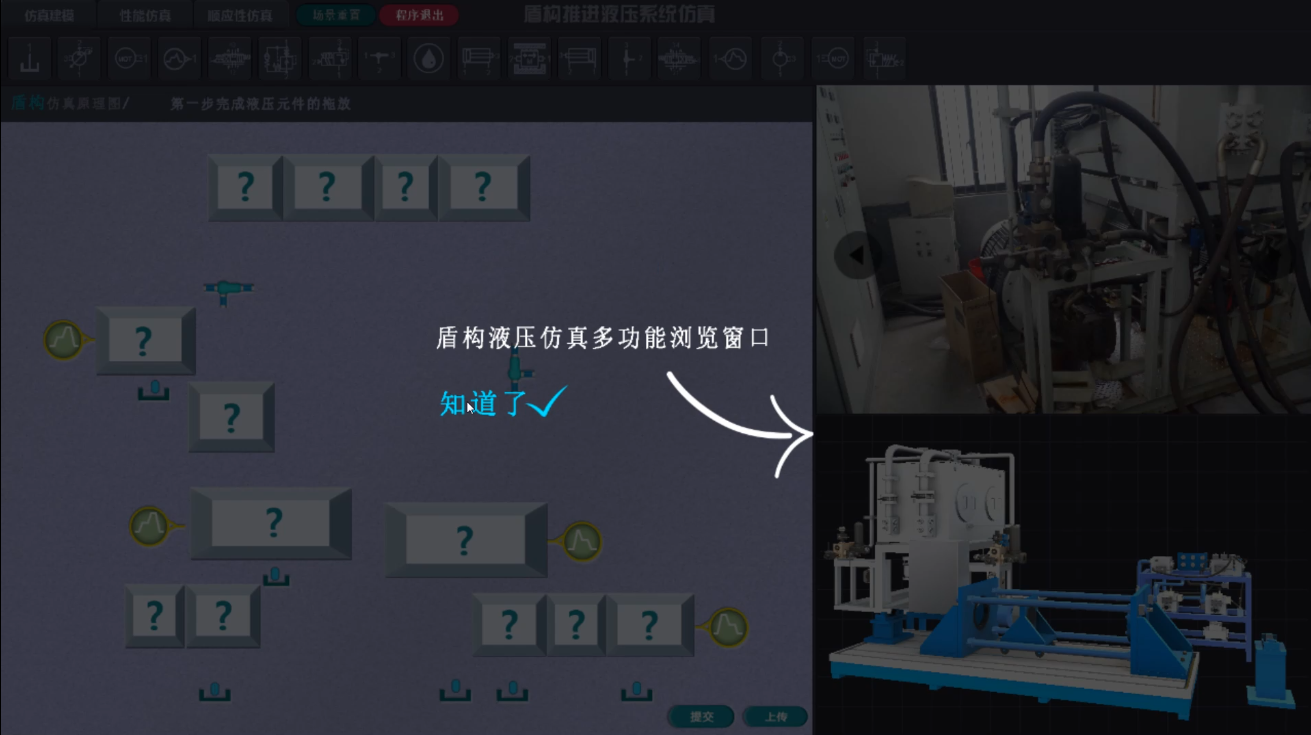 仿真建模 性能仿真 顺应性仿真 场景重置 程序退出 盾构推进液压系统仿真
盾构仿真原理图/ 第一步完成液压元件的拖放
? ? ? ?
?
盾构液压仿真多功能浏览窗口
知道了
?
? ?
? ? ? ? ?
提交 上传